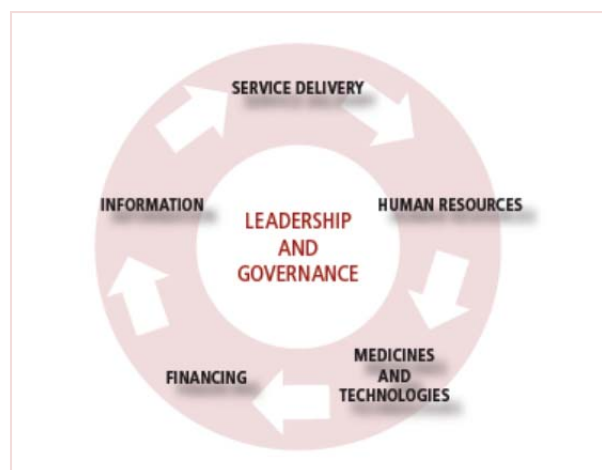 SERVICE DELIVERY
INFORMATION
HUMAN RESOURCES
LEADERSHIP
AND
GOVERNANCE
MEDICINES
AND
TECHNOLOGIES
FINANCING